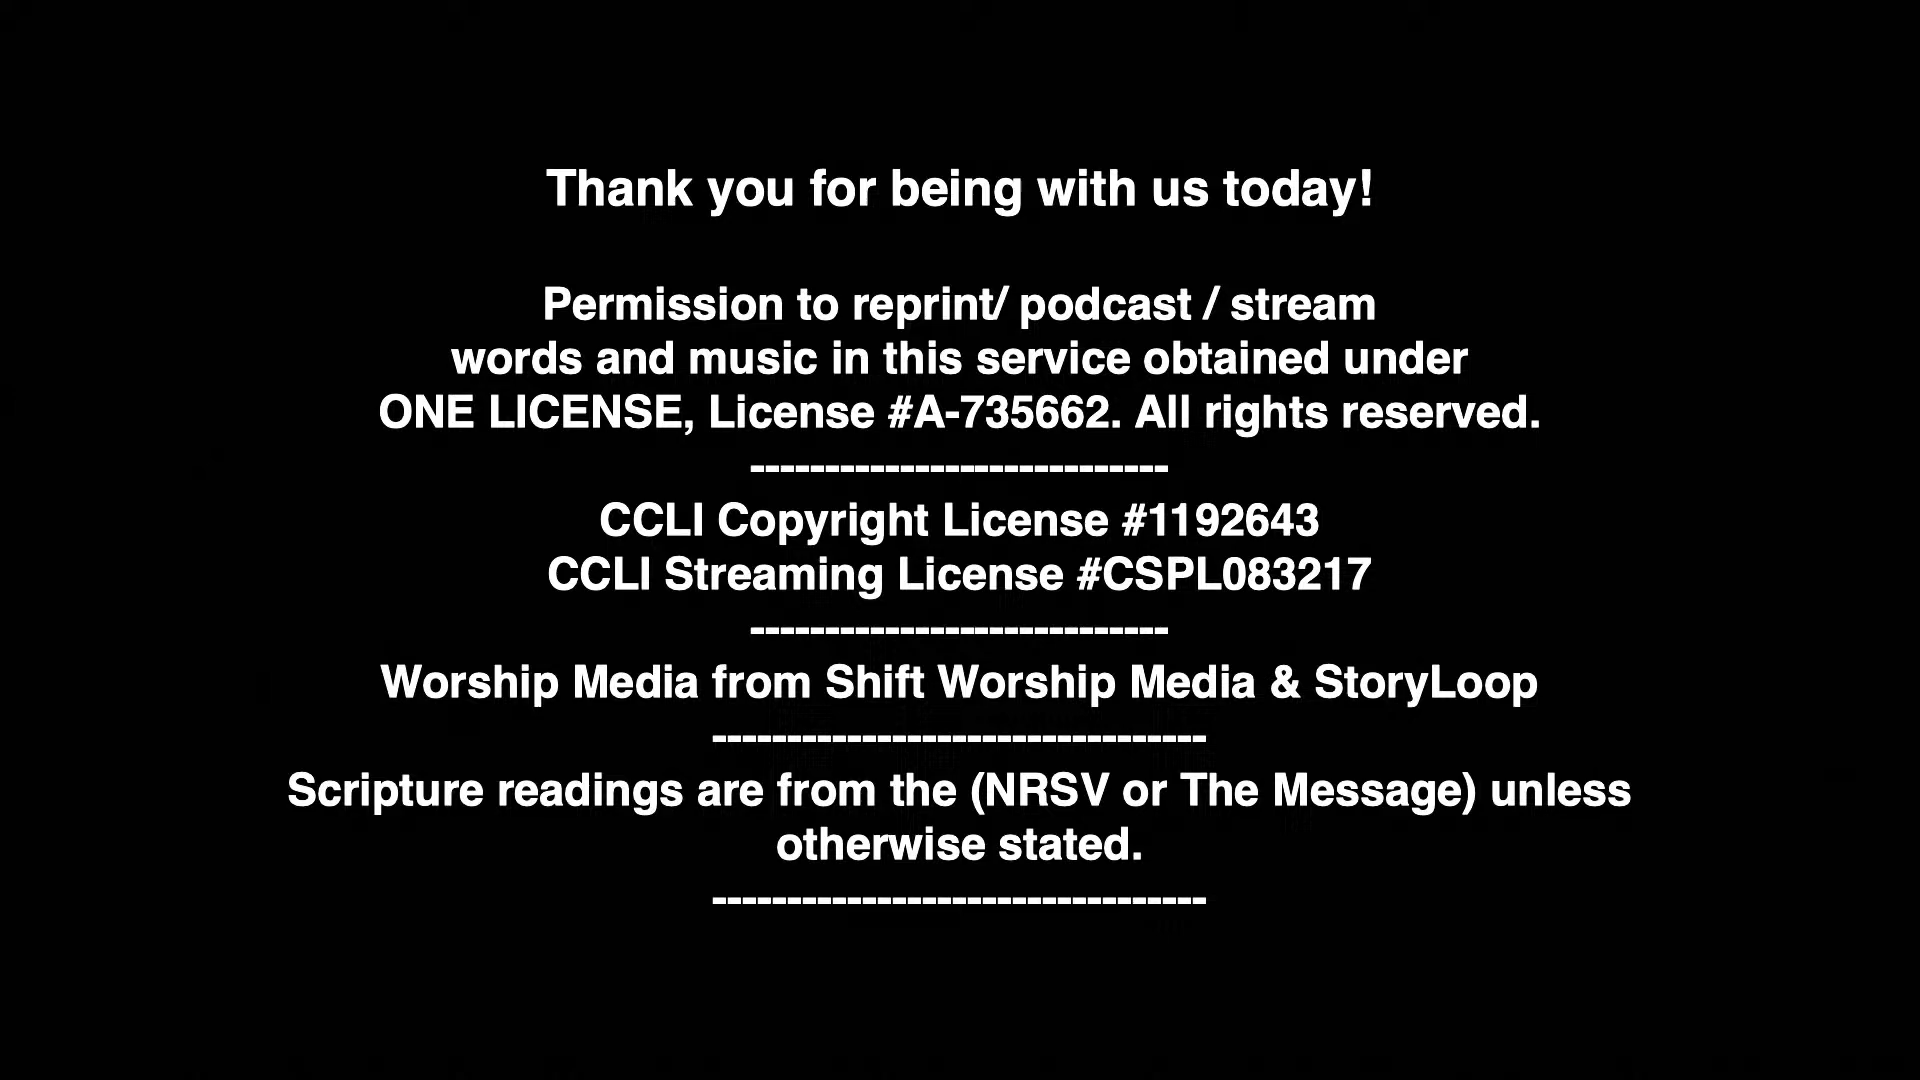 Thank you for being with us today!
Permission to reprint/ podcast / stream
words and music in this service obtained under
ONE LICENSE, License #A-735662. All rights reserved.
----------------------------
CCLI Copyright License #1192643
CCLI Streaming License #CSPL083217
----------------------------
Worship Media from Shift Worship Media & StoryLoop
---------------------------------
Scripture readings are from the (NRSV or The Message) unless
otherwise stated.
---------------------------------